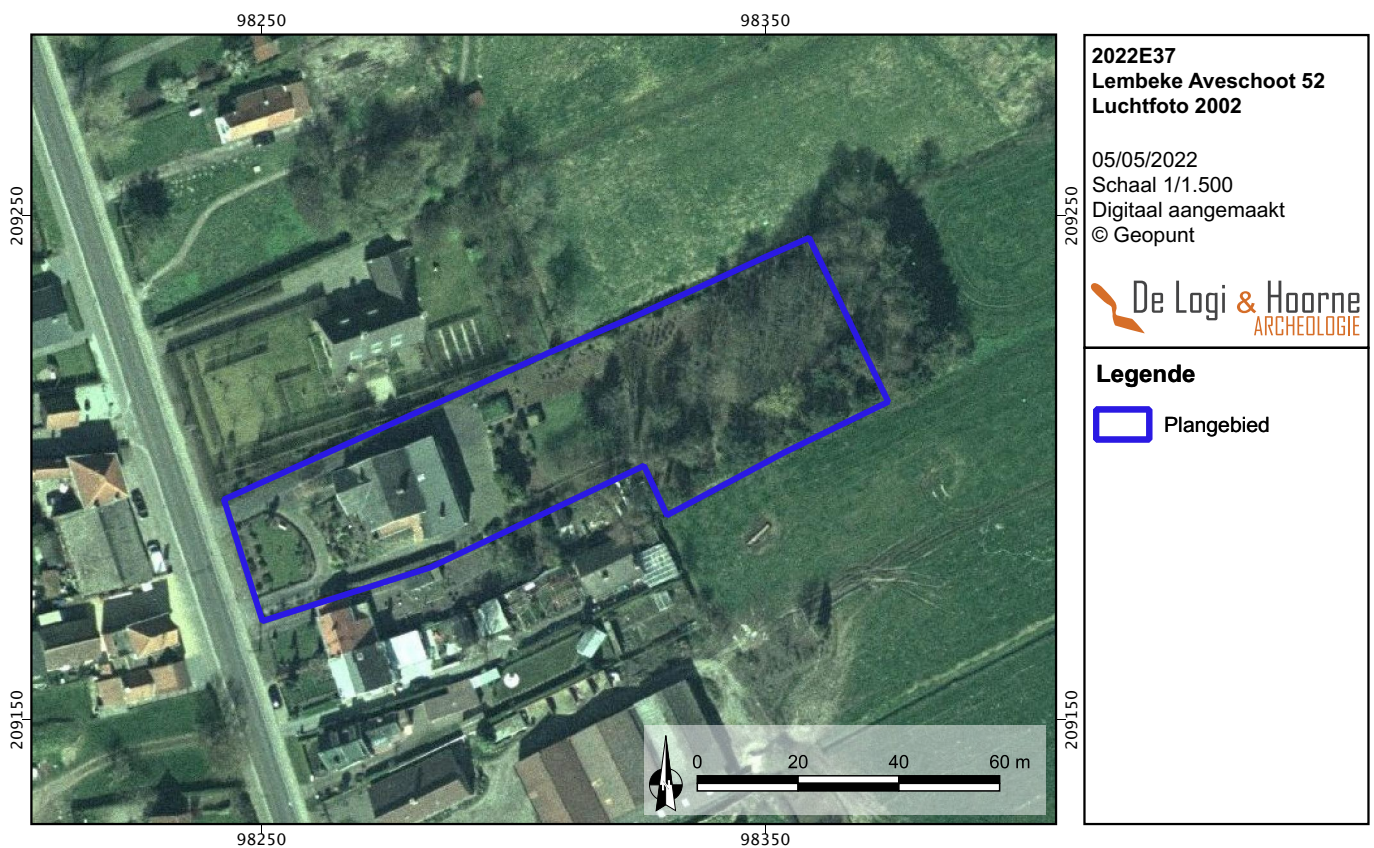 98250
98350
209250
209250
209150
209150
0 20 40 60 m
98250
98350
2022E37
Lembeke Aveschoot 52
Luchtfoto 2002
05/05/2022
Schaal 1/1.500
Digitaal aangemaakt
© Geopunt
De Logi & Hoorne
ARCHEOLOGIE
Legende
Plangebied